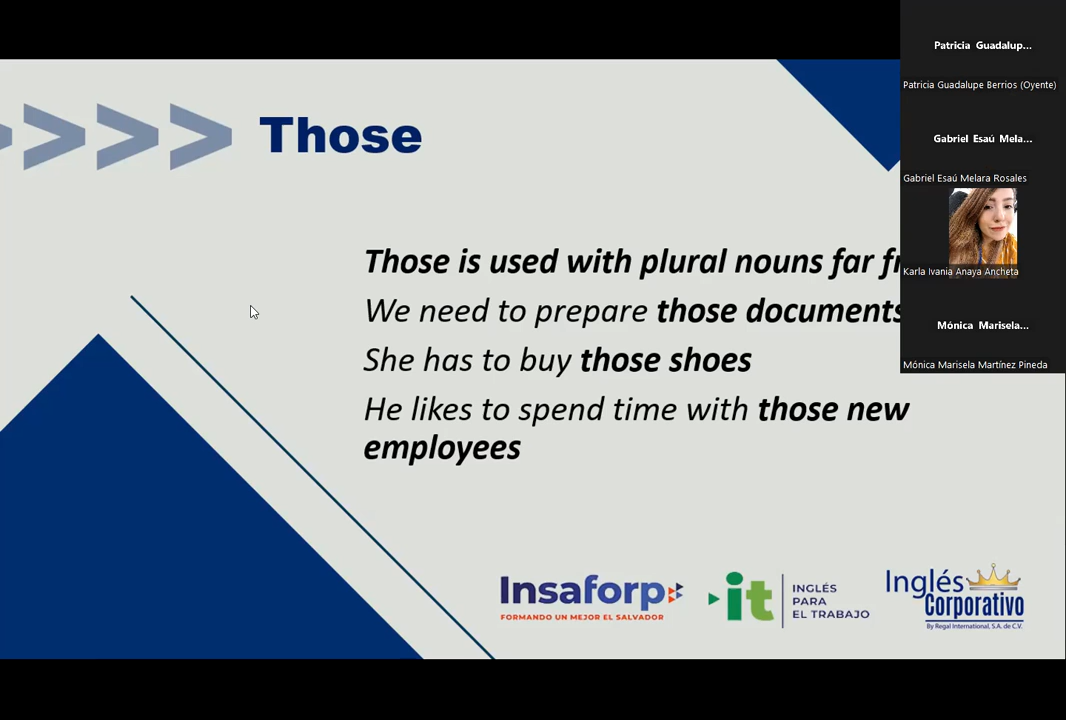 Those
Those is used with plural nouns far
We need to prepare those documents
She has to buy those shoes
He likes to spend time with those new
employees
Insaforp
FORMANDO UN MEJOR EL SALVADOR
it
INGLÉS
PARA
EL TRABAJO
Inglés
Corporativo
By Regal International, S.A. de C.V.
Patricia Guadalup...
Patricia Guadalupe Berrios (Oyente)
Gabriel Esaú Mela...
Gabriel Esaú Melara Rosales
Karla Ivania Anaya Ancheta
Mónica Marisela...
Mónica Marisela Martínez Pineda